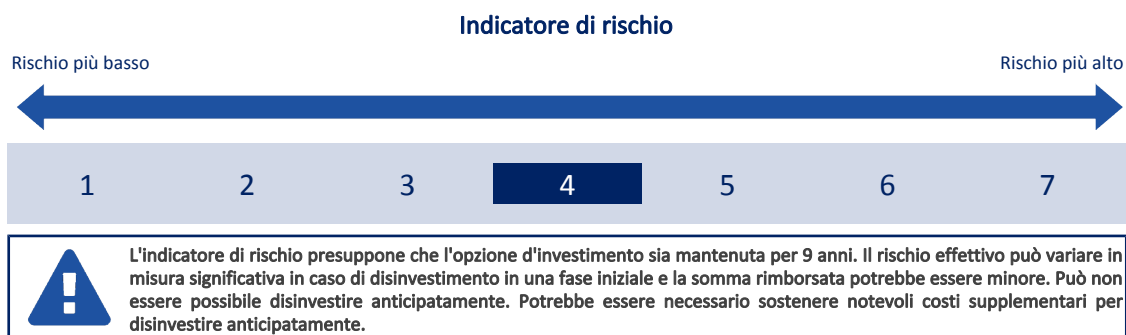 Indicatore di rischio
Rischio più basso
Rischio più alto
1 2 3 4 5 6 7
L'indicatore di rischio presuppone che l'opzione d'investimento sia mantenuta per 9 anni. Il rischio effettivo può variare in
misura significativa in caso di disinvestimento in una fase iniziale e la somma rimborsata potrebbe essere minore. Può non
essere possibile disinvestire anticipatamente. Potrebbe essere necessario sostenere notevoli costi supplementari per
disinvestire anticipatamente.